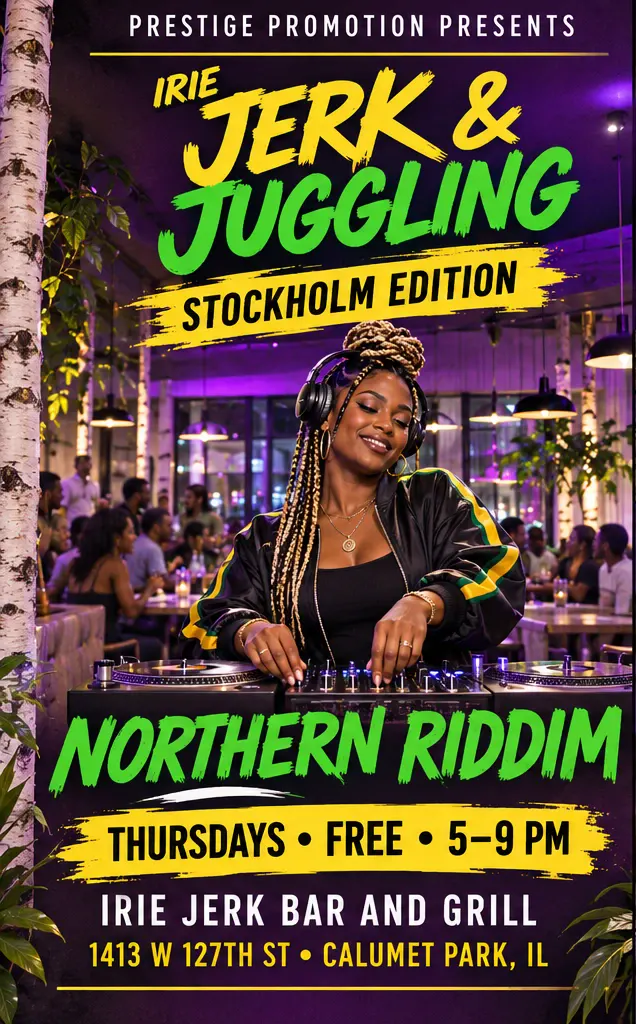 PRESTIGE PROMOTION PRESENTS
IRIE
JERK &
JUGGLING
STOCKHOLM EDITION
NORTHERN RIDDIM
THURSDAYS • FREE • 5–9 PM
IRIE JERK BAR AND GRILL
1413 W 127TH ST • CALUMET PARK, IL